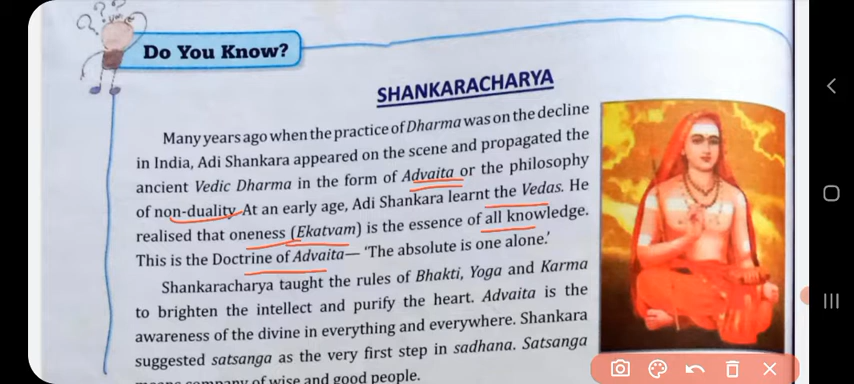 Do You Know?
SHANKARACHARYA
Many years ago when the practice of Dharma was on the decline
in India, Adi Shankara appeared on the scene and propagated the
ancient Vedic Dharma in the form of Advaita or the philosophy
of non-duality At an early age, Adi Shankara learnt the Vedas. He
realised that oneness (Ekatvam) is the essence of all knowledge.
This is the Doctrine of Advaita— 'The absolute is one alone.'
Shankaracharya taught the rules of Bhakti, Yoga and Karma
to brighten the intellect and purify the heart. Advaita is the
awareness of the divine in everything and everywhere. Shankara
suggested satsanga as the very first step in sadhana. Satsanga
means company of wise and good people.